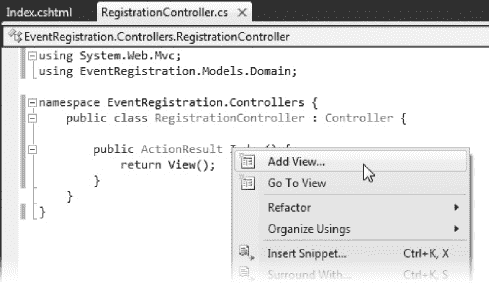 Index.cshtml RegistrationController.cs
EventRegistration.Controllers.RegistrationController
using System.Web.Mvc;
using EventRegistration.Models.Domain;
namespace EventRegistration.Controllers {
public class RegistrationController : Controller {
public ActionResult
return View();
}
}
}
Add View...
Go To View
Refactor
Organize Usings
Insert Snippet... Ctrl+K, X
Surround With... Ctrl+K, S